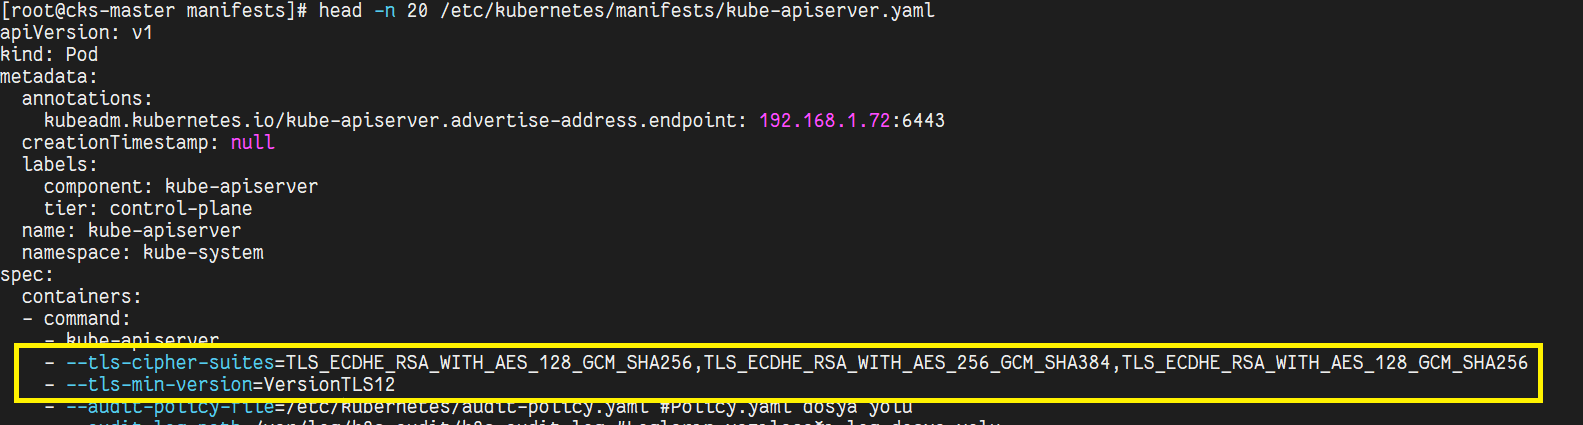 [root@cks-master manifests]# head -n 20 /etc/kubernetes/manifests/kube-apiserver.yaml
apiVersion: v1
kind: Pod
metadata:
  annotations:
    kubeadm.kubernetes.io/kube-apiserver.advertise-address.endpoint: 192.168.1.72:6443
  creationTimestamp: null
  labels:
    component: kube-apiserver
    tier: control-plane
  name: kube-apiserver
  namespace: kube-system
spec:
  containers:
  - command:
    - kube-apiserver
    - --tls-cipher-suites=TLS_ECDHE_RSA_WITH_AES_128_GCM_SHA256,TLS_ECDHE_RSA_WITH_AES_256_GCM_SHA384,TLS_ECDHE_RSA_WITH_AES_128_GCM_SHA256
    - --tls-min-version=VersionTLS12
    - --audit-policy-file=/etc/kubernetes/audit-policy.yaml #Policy.yaml dosya yolu